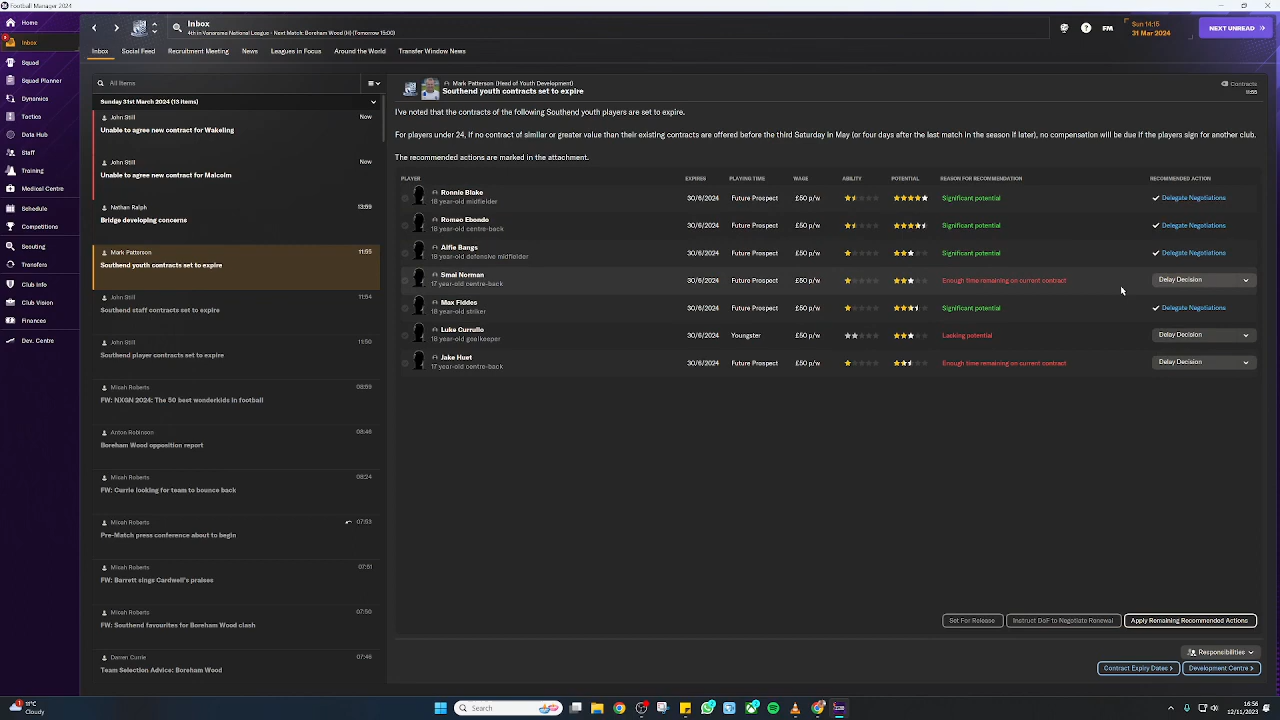 Football Manager 2024
Home
Inbox
Squad
Squad Planner
Dynamics
Tactics
Data Hub
Staff
Training
Medical Centre
Schedule
Competitions
Scouting
Transfers
Club Info
Club Vision
Finances
Dev. Centre
Inbox
4th in Vanarama National League - Next Match: Boreham Wood (H) (Tomorrow 15:00)
FM
Sun 14:15
31 Mar 2024
NEXT UNREAD
Inbox Social Feed Recruitment Meeting News Leagues in Focus Around the World Transfer Window News
All Items
Sunday 31st March 2024 (13 items)
John Still Now
Unable to agree new contract for Wakeling
John Still Now
Unable to agree new contract for Malcolm
Nathan Ralph 13:59
Bridge developing concerns
Mark Patterson 11:55
Southend youth contracts set to expire
John Still 11:54
Southend staff contracts set to expire
John Still 11:50
Southend player contracts set to expire
Micah Roberts 08:59
FW: NXGN 2024: The 50 best wonderkids in football
Anton Robinson 08:46
Boreham Wood opposition report
Micah Roberts 08:24
FW: Currie looking for team to bounce back
Micah Roberts 07:53
Pre-Match press conference about to begin
Micah Roberts 07:51
FW: Barrett sings Cardwell's praises
Micah Roberts 07:50
FW: Southend favourites for Boreham Wood clash
Darren Currie 07:46
Team Selection Advice: Boreham Wood
Mark Patterson (Head of Youth Development)
Southend youth contracts set to expire
Contracts
11:55
I've noted that the contracts of the following Southend youth players are set to expire.
For players under 24, if no contract of similar or greater value than their existing contracts are offered before the third Saturday in May (or four days after the last match in the season if later), no compensation will be due if the players sign for another club.
The recommended actions are marked in the attachment.
PLAYER EXPIRES PLAYING TIME WAGE ABILITY POTENTIAL REASON FOR RECOMMENDATION RECOMMENDED ACTION
Ronnie Blake
18 year-old midfielder 30/6/2024 Future Prospect £50 p/w Significant potential Delegate Negotiations
Romeo Ebondo
18 year-old centre-back 30/6/2024 Future Prospect £50 p/w Significant potential Delegate Negotiations
Alfie Bangs
18 year-old defensive midfielder 30/6/2024 Future Prospect £50 p/w Significant potential Delegate Negotiations
Smal Norman
17 year-old centre-back 30/6/2024 Future Prospect £50 p/w Enough time remaining on current contract Delay Decision
Max Fiddes
18 year-old striker 30/6/2024 Future Prospect £50 p/w Significant potential Delegate Negotiations
Luke Currullo
18 year-old goalkeeper 30/6/2024 Youngster £50 p/w Lacking potential Delay Decision
Jake Huet
17 year-old centre-back 30/6/2024 Future Prospect £50 p/w Enough time remaining on current contract Delay Decision
Set For Release Instruct DoF to Negotiate Renewal Apply Remaining Recommended Actions
Responsibilities
Contract Expiry Dates Development Centre
11°C
Cloudy
Search
16:56
12/11/2023